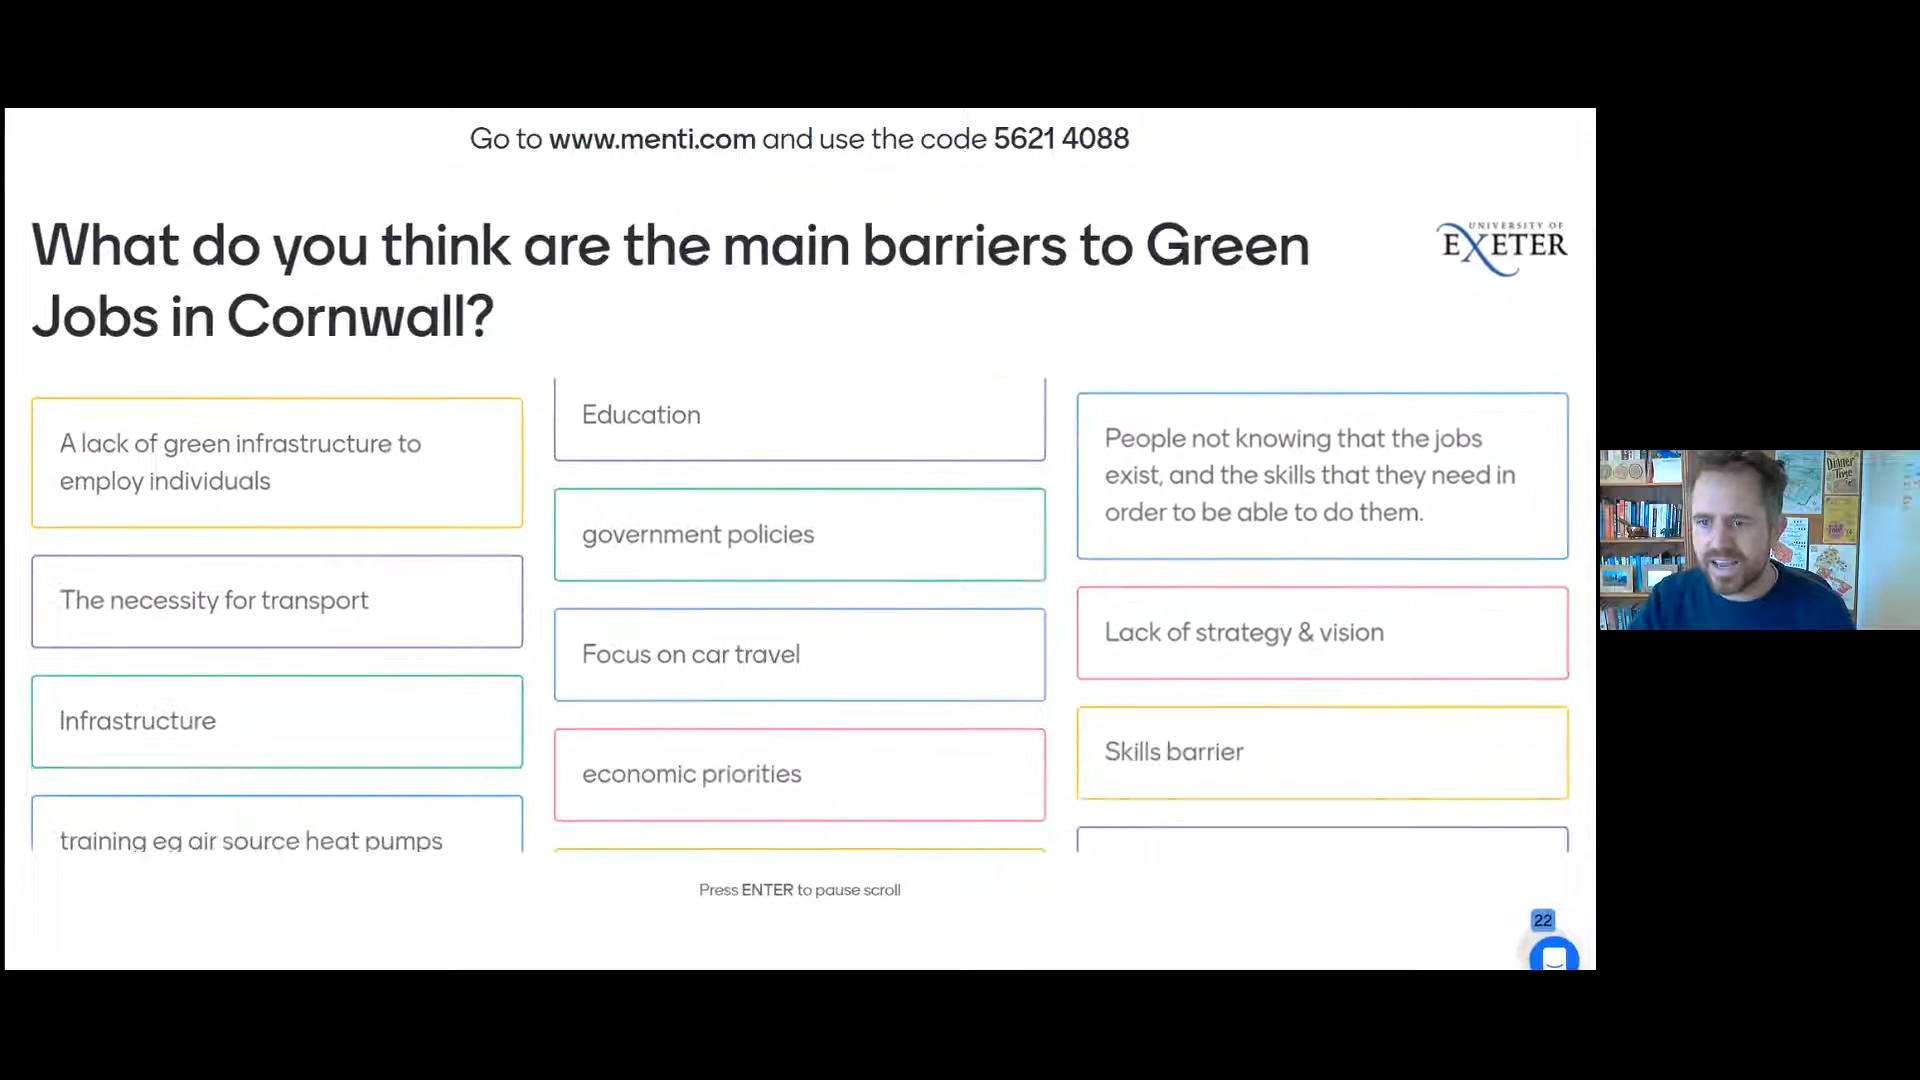 Go to www.menti.com and use the code 5621 4088
What do you think are the main barriers to Green
Jobs in Cornwall?
UNIVERSITY OF
EXETER
A lack of green infrastructure to
employ individuals
The necessity for transport
Infrastructure
training eg air source heat pumps
Education
government policies
Focus on car travel
economic priorities
People not knowing that the jobs
exist, and the skills that they need in
order to be able to do them.
Lack of strategy & vision
Skills barrier
Press ENTER to pause scroll
22
Dinner
Time